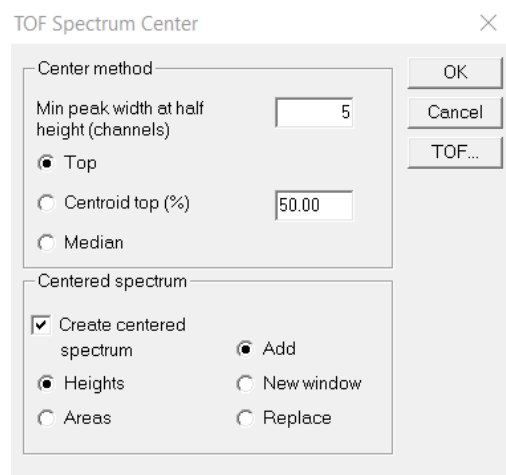 TOF Spectrum Center
Center method
Min peak width at half
height (channels)
5
Top
Centroid top (%)
50.00
Median
OK
Cancel
TOF...
Centered spectrum
Create centered
spectrum
Heights
Areas
Add
New window
Replace